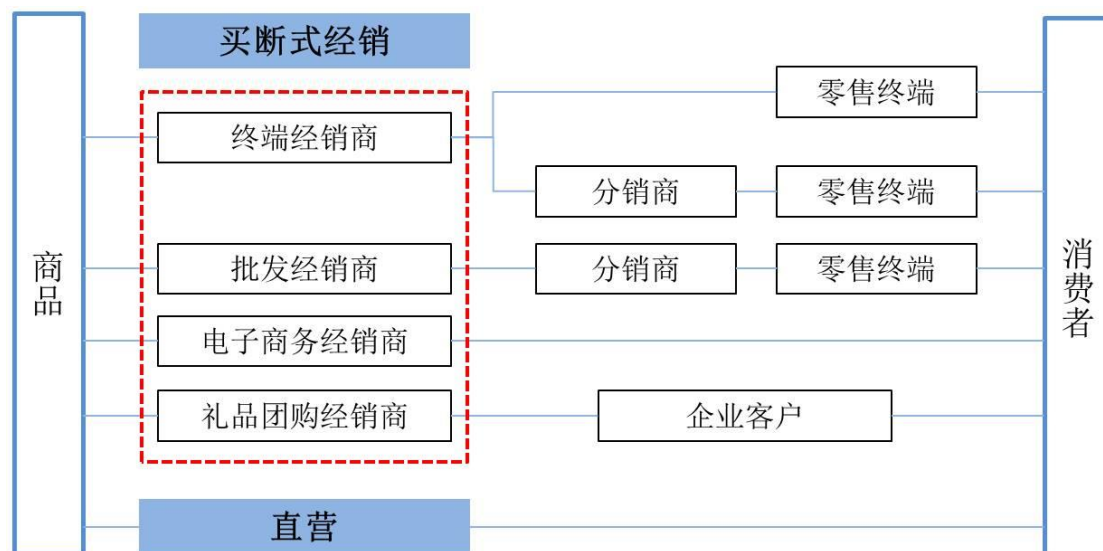 买断式经销
零售终端
终端经销商
分销商
零售终端
商品
批发经销商
分销商
零售终端
消费者
电子商务经销商
礼品团购经销商
企业客户
直营